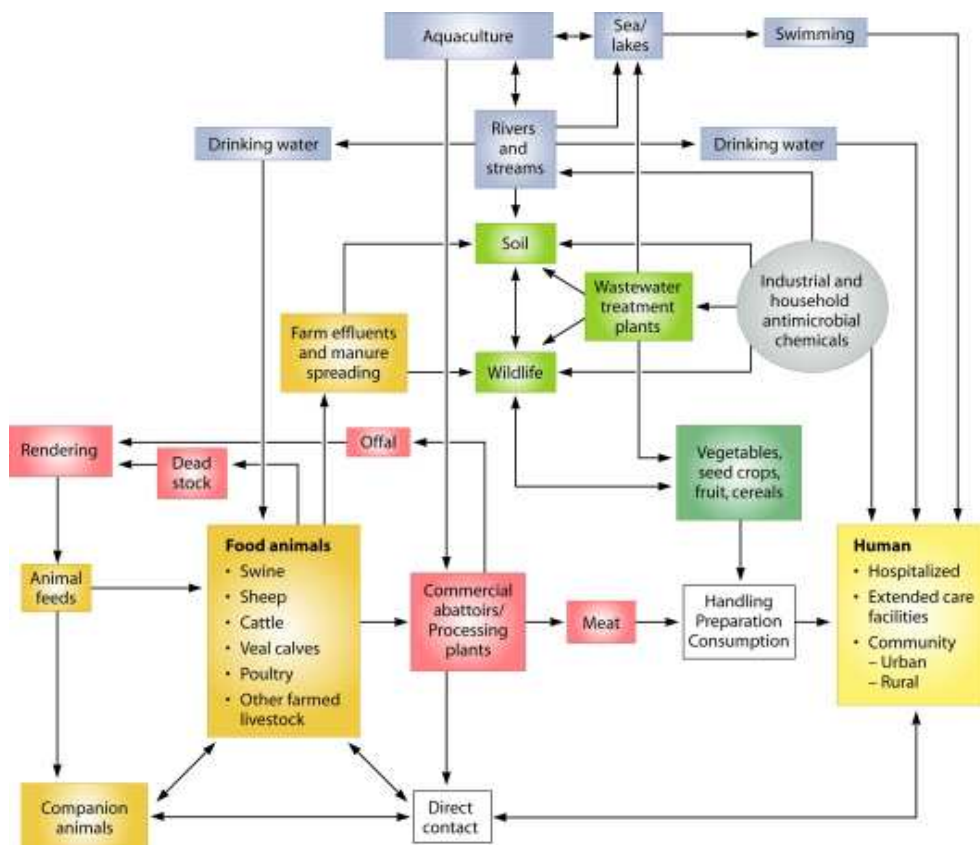 Aquaculture
Sea/
lakes
Swimming
Drinking water
Rivers
and
streams
Drinking water
Soil
Wastewater
treatment
plants
Industrial and
household
antimicrobial
chemicals
Farm effluents
and manure
spreading
Wildlife
Rendering
Offal
Dead
stock
Vegetables,
seed crops,
fruit, cereals
Animal
feeds
Food animals
• Swine
• Sheep
• Cattle
• Veal calves
• Poultry
• Other farmed
livestock
Commercial
abattoirs/
Processing
plants
Meat
Handling
Preparation
Consumption
Human
• Hospitalized
• Extended care
facilities
• Community
– Urban
– Rural
Companion
animals
Direct
contact